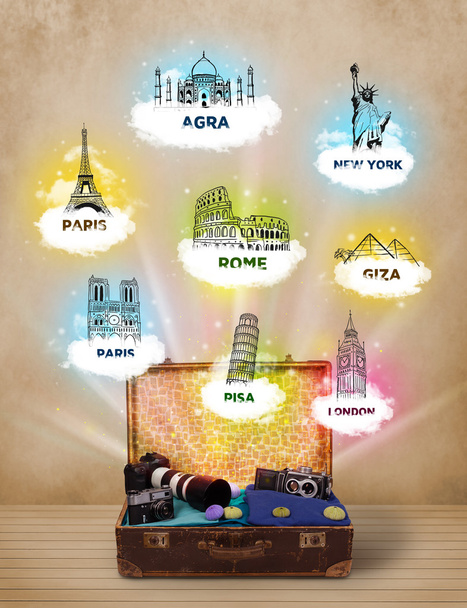 AGRA
NEW YORK
PARIS
ROME
GIZA
PARIS
PISA
LONDON